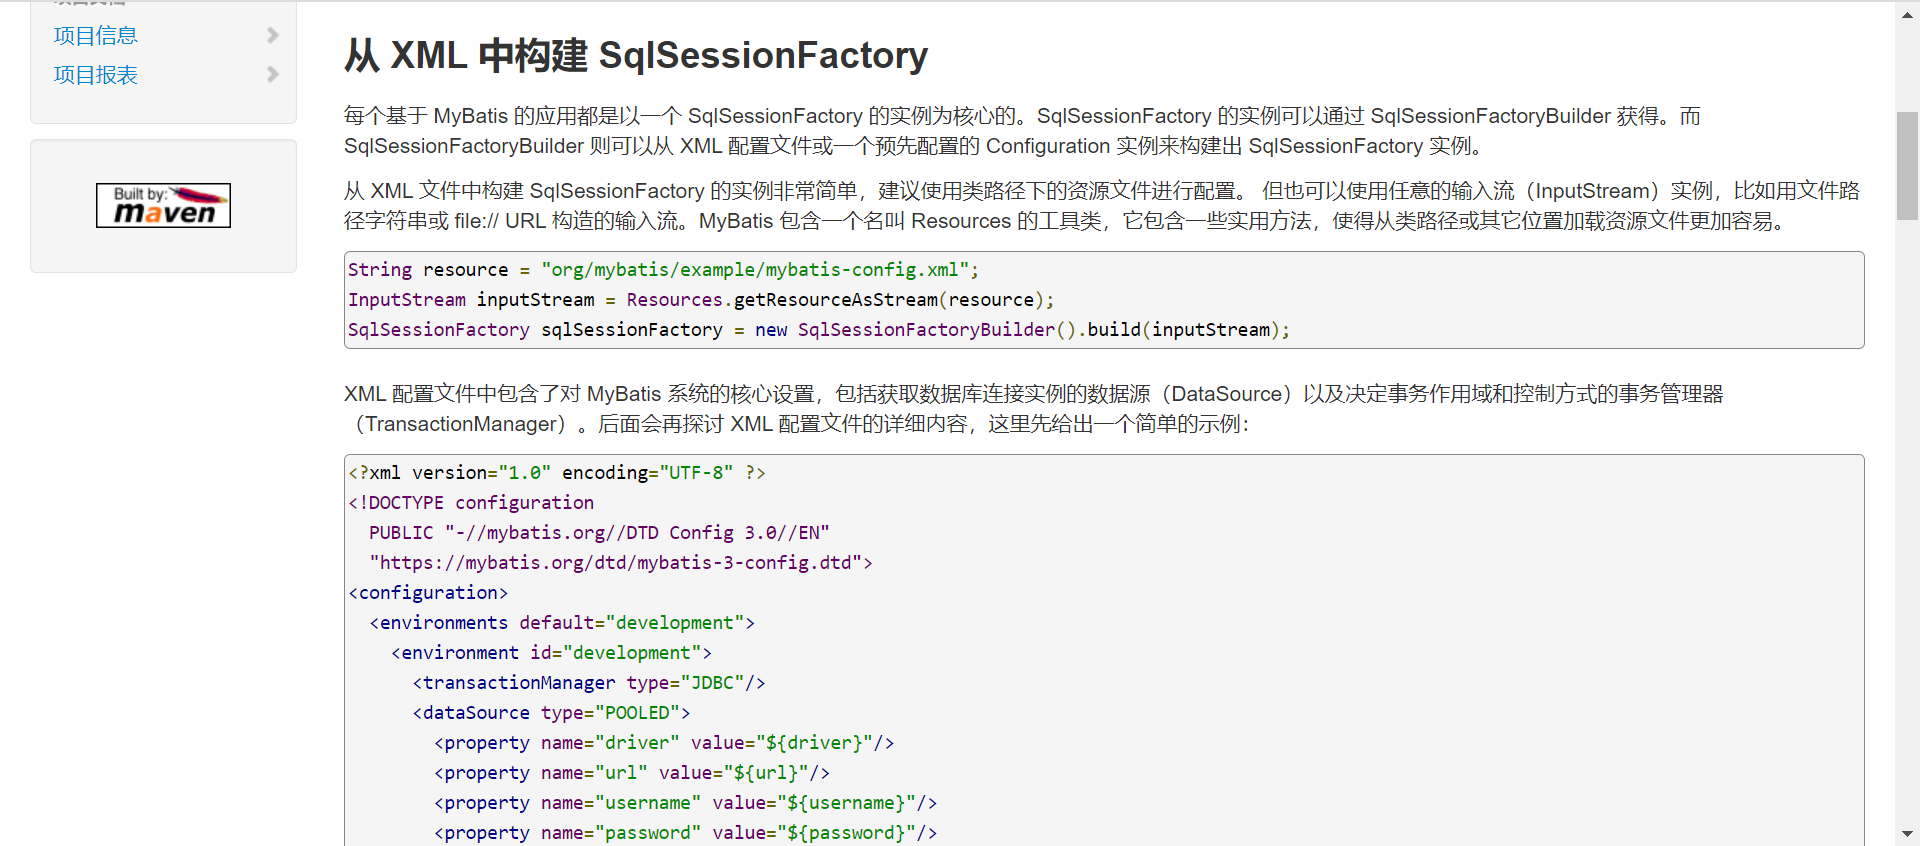 项目信息
项目报表
Built by:
maven
从 XML 中构建 SqlSessionFactory
每个基于 MyBatis 的应用都是以一个 SqlSessionFactory 的实例为核心的。SqlSessionFactory 的实例可以通过 SqlSessionFactoryBuilder 获得。而
SqlSessionFactoryBuilder 则可以从 XML 配置文件或一个预先配置的 Configuration 实例来构建出 SqlSessionFactory 实例。
从 XML 文件中构建 SqlSessionFactory 的实例非常简单，建议使用类路径下的资源文件进行配置。 但也可以使用任意的输入流（InputStream）实例，比如用文件路
径字符串或 file:// URL 构造的输入流。MyBatis 包含一个名叫 Resources 的工具类，它包含一些实用方法，使得从类路径或其它位置加载资源文件更加容易。
String resource = "org/mybatis/example/mybatis-config.xml";
InputStream inputStream = Resources.getResourceAsStream(resource);
SqlSessionFactory sqlSessionFactory = new SqlSessionFactoryBuilder().build(inputStream);
XML 配置文件中包含了对 MyBatis 系统的核心设置，包括获取数据库连接实例的数据源（DataSource）以及决定事务作用域和控制方式的事务管理器
（TransactionManager）。后面会再探讨 XML 配置文件的详细内容，这里先给出一个简单的示例：
<?xml version="1.0" encoding="UTF-8" ?>
<!DOCTYPE configuration
  PUBLIC "-//mybatis.org//DTD Config 3.0//EN"
  "https://mybatis.org/dtd/mybatis-3-config.dtd">
<configuration>
  <environments default="development">
    <environment id="development">
      <transactionManager type="JDBC"/>
      <dataSource type="POOLED">
        <property name="driver" value="${driver}"/>
        <property name="url" value="${url}"/>
        <property name="username" value="${username}"/>
        <property name="password" value="${password}"/>